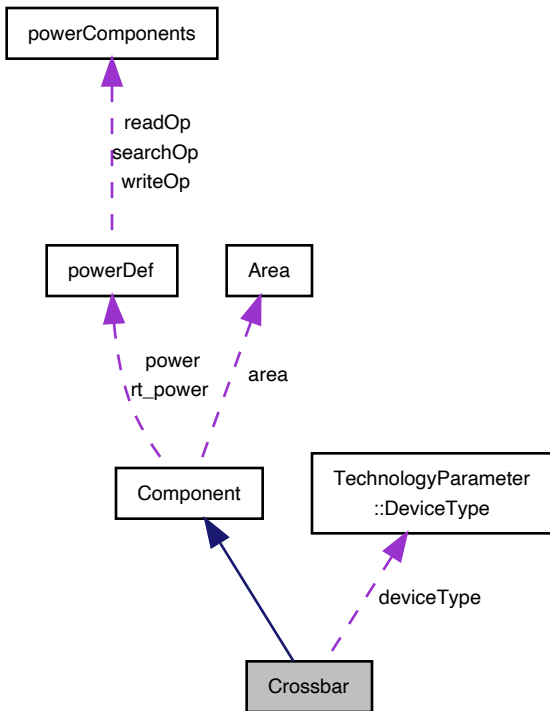 powerComponents
readOp
searchOp
writeOp
powerDef
Area
power
rt_power
area
Component
TechnologyParameter
::DeviceType
deviceType
Crossbar